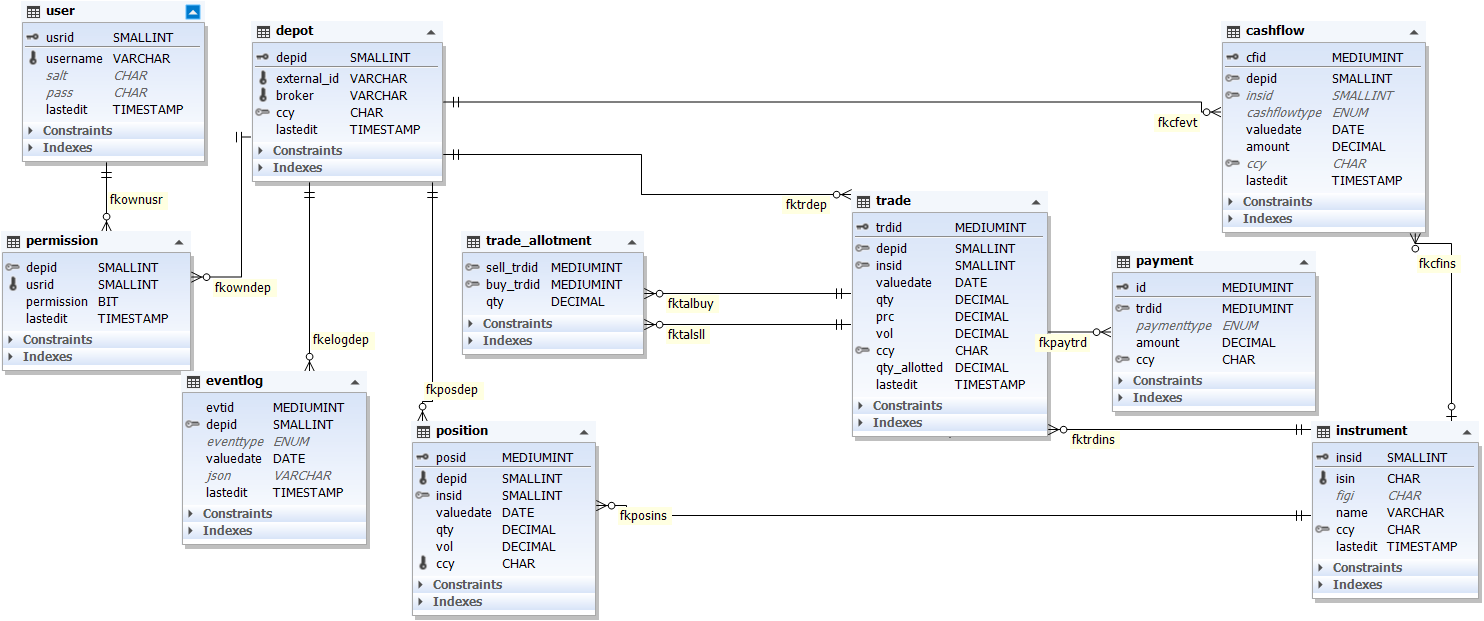 user
usrid SMALLINT
username VARCHAR
salt CHAR
pass CHAR
lastedit TIMESTAMP
Constraints
Indexes
depot
depid SMALLINT
external_id VARCHAR
broker VARCHAR
ccy CHAR
lastedit TIMESTAMP
Constraints
Indexes
cashflow
cfid MEDIUMINT
depid SMALLINT
insid SMALLINT
cashflowtype ENUM
valuedate DATE
amount DECIMAL
ccy CHAR
lastedit TIMESTAMP
Constraints
Indexes
fkcfevt
fkownusr
fktrdep
permission
depid SMALLINT
usrid SMALLINT
permission BIT
lastedit TIMESTAMP
Constraints
Indexes
fkowndep
trade_allotment
sell_trdid MEDIUMINT
buy_trdid MEDIUMINT
qty DECIMAL
Constraints
Indexes
fktalbuy
fktalsll
trade
trdid MEDIUMINT
depid SMALLINT
insid SMALLINT
valuedate DATE
qty DECIMAL
prc DECIMAL
vol DECIMAL
ccy CHAR
qty_allotted DECIMAL
lastedit TIMESTAMP
Constraints
Indexes
fkpaytrd
payment
id MEDIUMINT
trdid MEDIUMINT
paymenttype ENUM
amount DECIMAL
ccy CHAR
Constraints
Indexes
fkcfins
fkelogdep
fkposdep
eventlog
evtid MEDIUMINT
depid SMALLINT
eventtype ENUM
valuedate DATE
json VARCHAR
lastedit TIMESTAMP
Constraints
Indexes
position
posid MEDIUMINT
depid SMALLINT
insid SMALLINT
valuedate DATE
qty DECIMAL
vol DECIMAL
ccy CHAR
Constraints
Indexes
fkposins
fktrdins
instrument
insid SMALLINT
isin CHAR
figi CHAR
name VARCHAR
ccy CHAR
lastedit TIMESTAMP
Constraints
Indexes